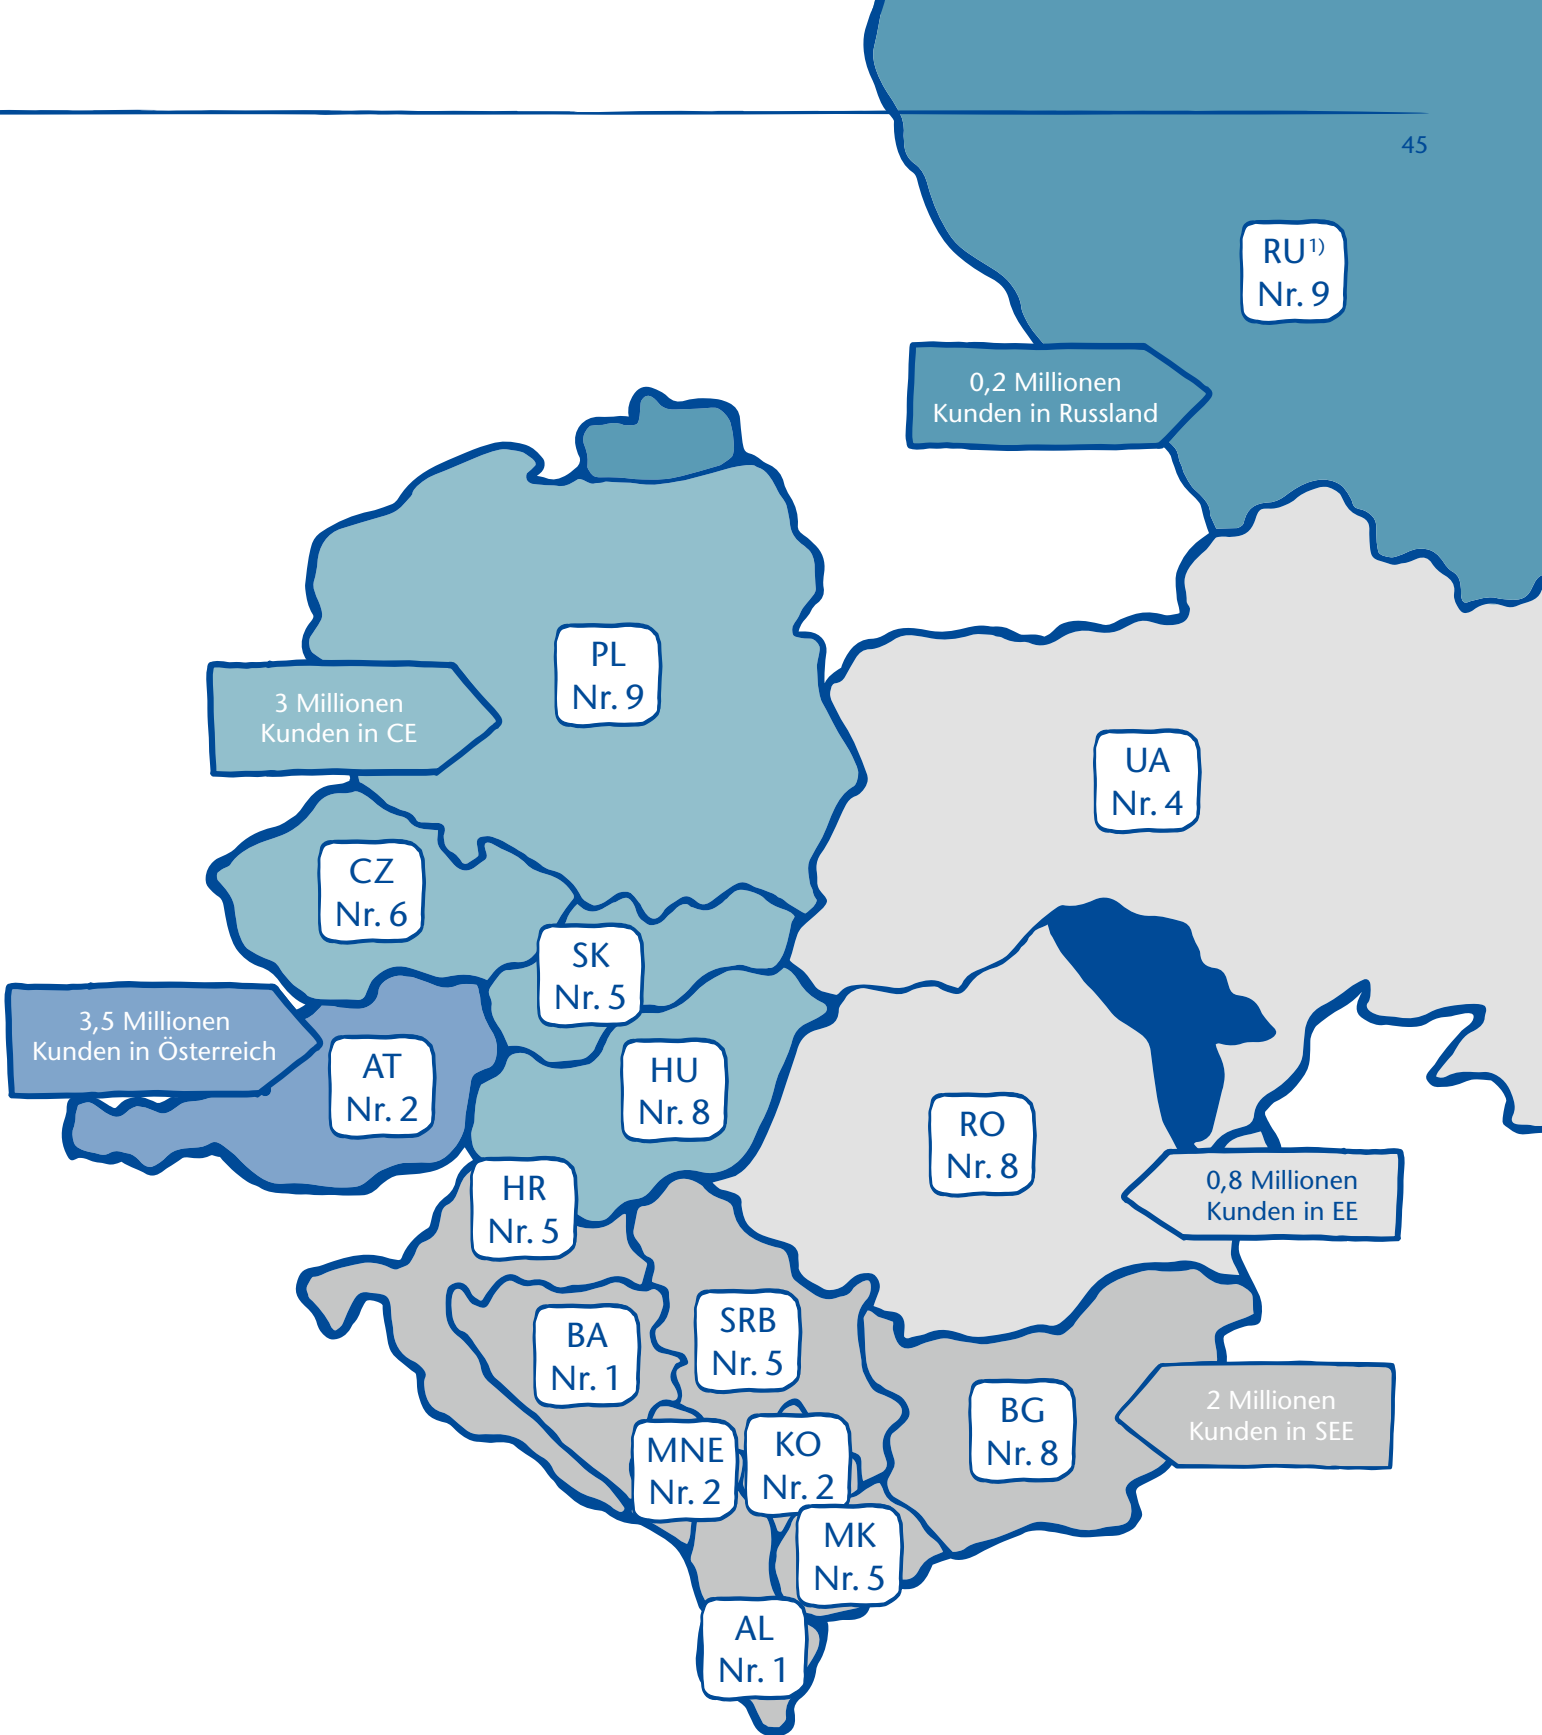 45
RU¹⁾
Nr. 9
0,2 Millionen
Kunden in Russland
PL
Nr. 9
3 Millionen
Kunden in CE
UA
Nr. 4
CZ
Nr. 6
SK
Nr. 5
3,5 Millionen
Kunden in Österreich
AT
Nr. 2
HU
Nr. 8
RO
Nr. 8
0,8 Millionen
Kunden in EE
HR
Nr. 5
BA
Nr. 1
SRB
Nr. 5
BG
Nr. 8
2 Millionen
Kunden in SEE
MNE
Nr. 2
KO
Nr. 2
MK
Nr. 5
AL
Nr. 1